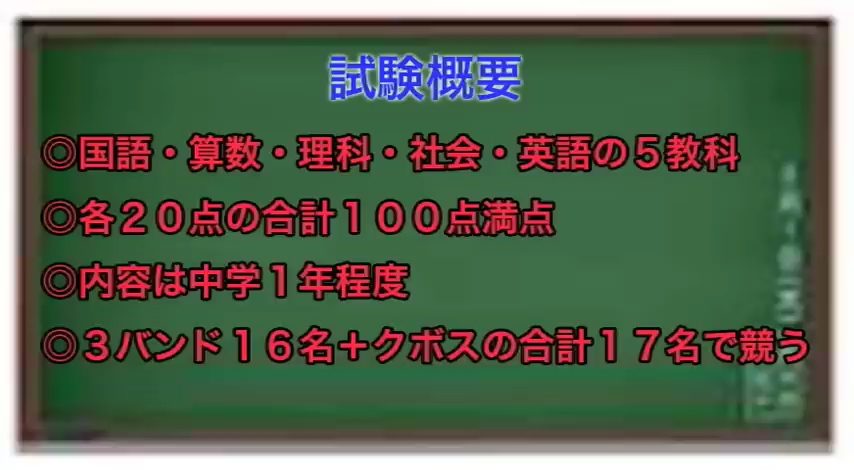 試験概要
◎国語・算数・理科・社会・英語の５教科
◎各２０点の合計１００点満点
◎内容は中学１年程度
◎３バンド１６名＋クボスの合計１７名で競う